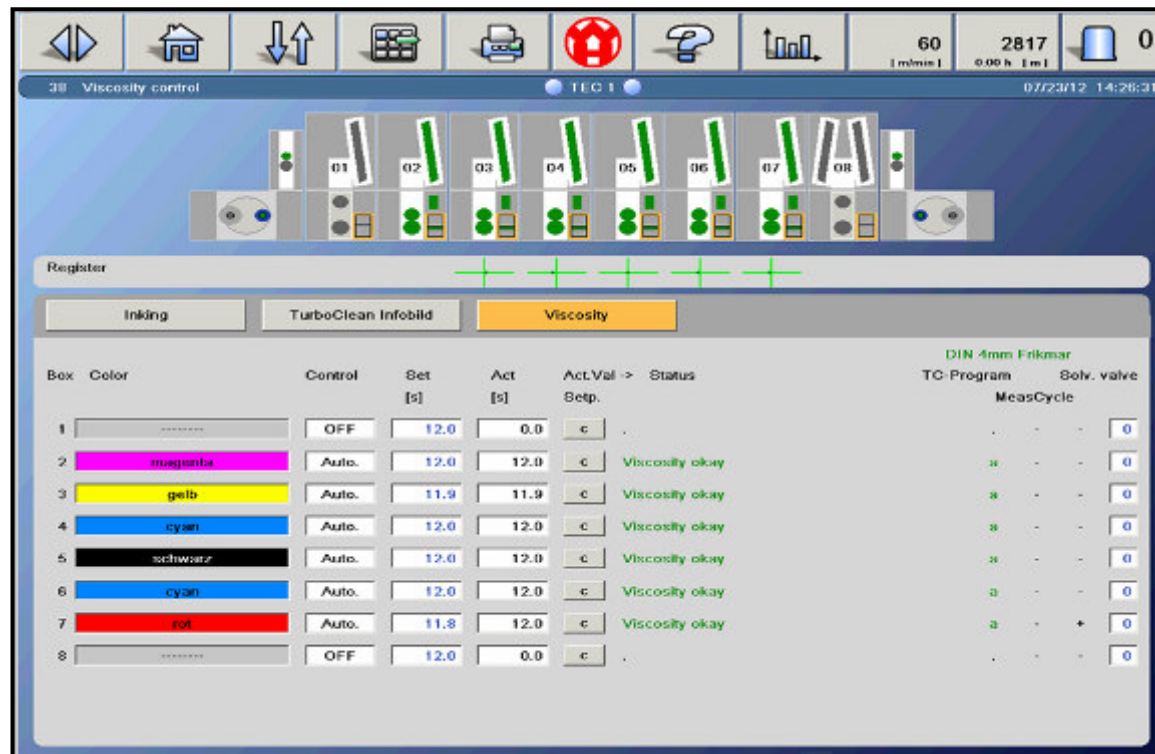 60 2817 0
[m/min] 0.00 h [m]
38 Viscosity control TEC 1 07/23/12 14:26:31
01 02 03 04 05 06 07 08
Register
Inking TurboClean Infobild Viscosity
DIN 4mm Frikmar
Box Color Control Set Act Act.Val -> Status TC-Program Solv. valve
[s] [s] Setp. MeasCycle
1 -------- OFF 12.0 0.0 c . . - - 0
2 magenta Auto. 12.0 12.0 c Viscosity okay a - - 0
3 gelb Auto. 11.9 11.9 c Viscosity okay a - - 0
4 cyan Auto. 12.0 12.0 c Viscosity okay a - - 0
5 schwarz Auto. 12.0 12.0 c Viscosity okay a - - 0
6 cyan Auto. 12.0 12.0 c Viscosity okay a - - 0
7 rot Auto. 11.8 12.0 c Viscosity okay a - + 0
8 -------- OFF 12.0 0.0 c . . - - 0